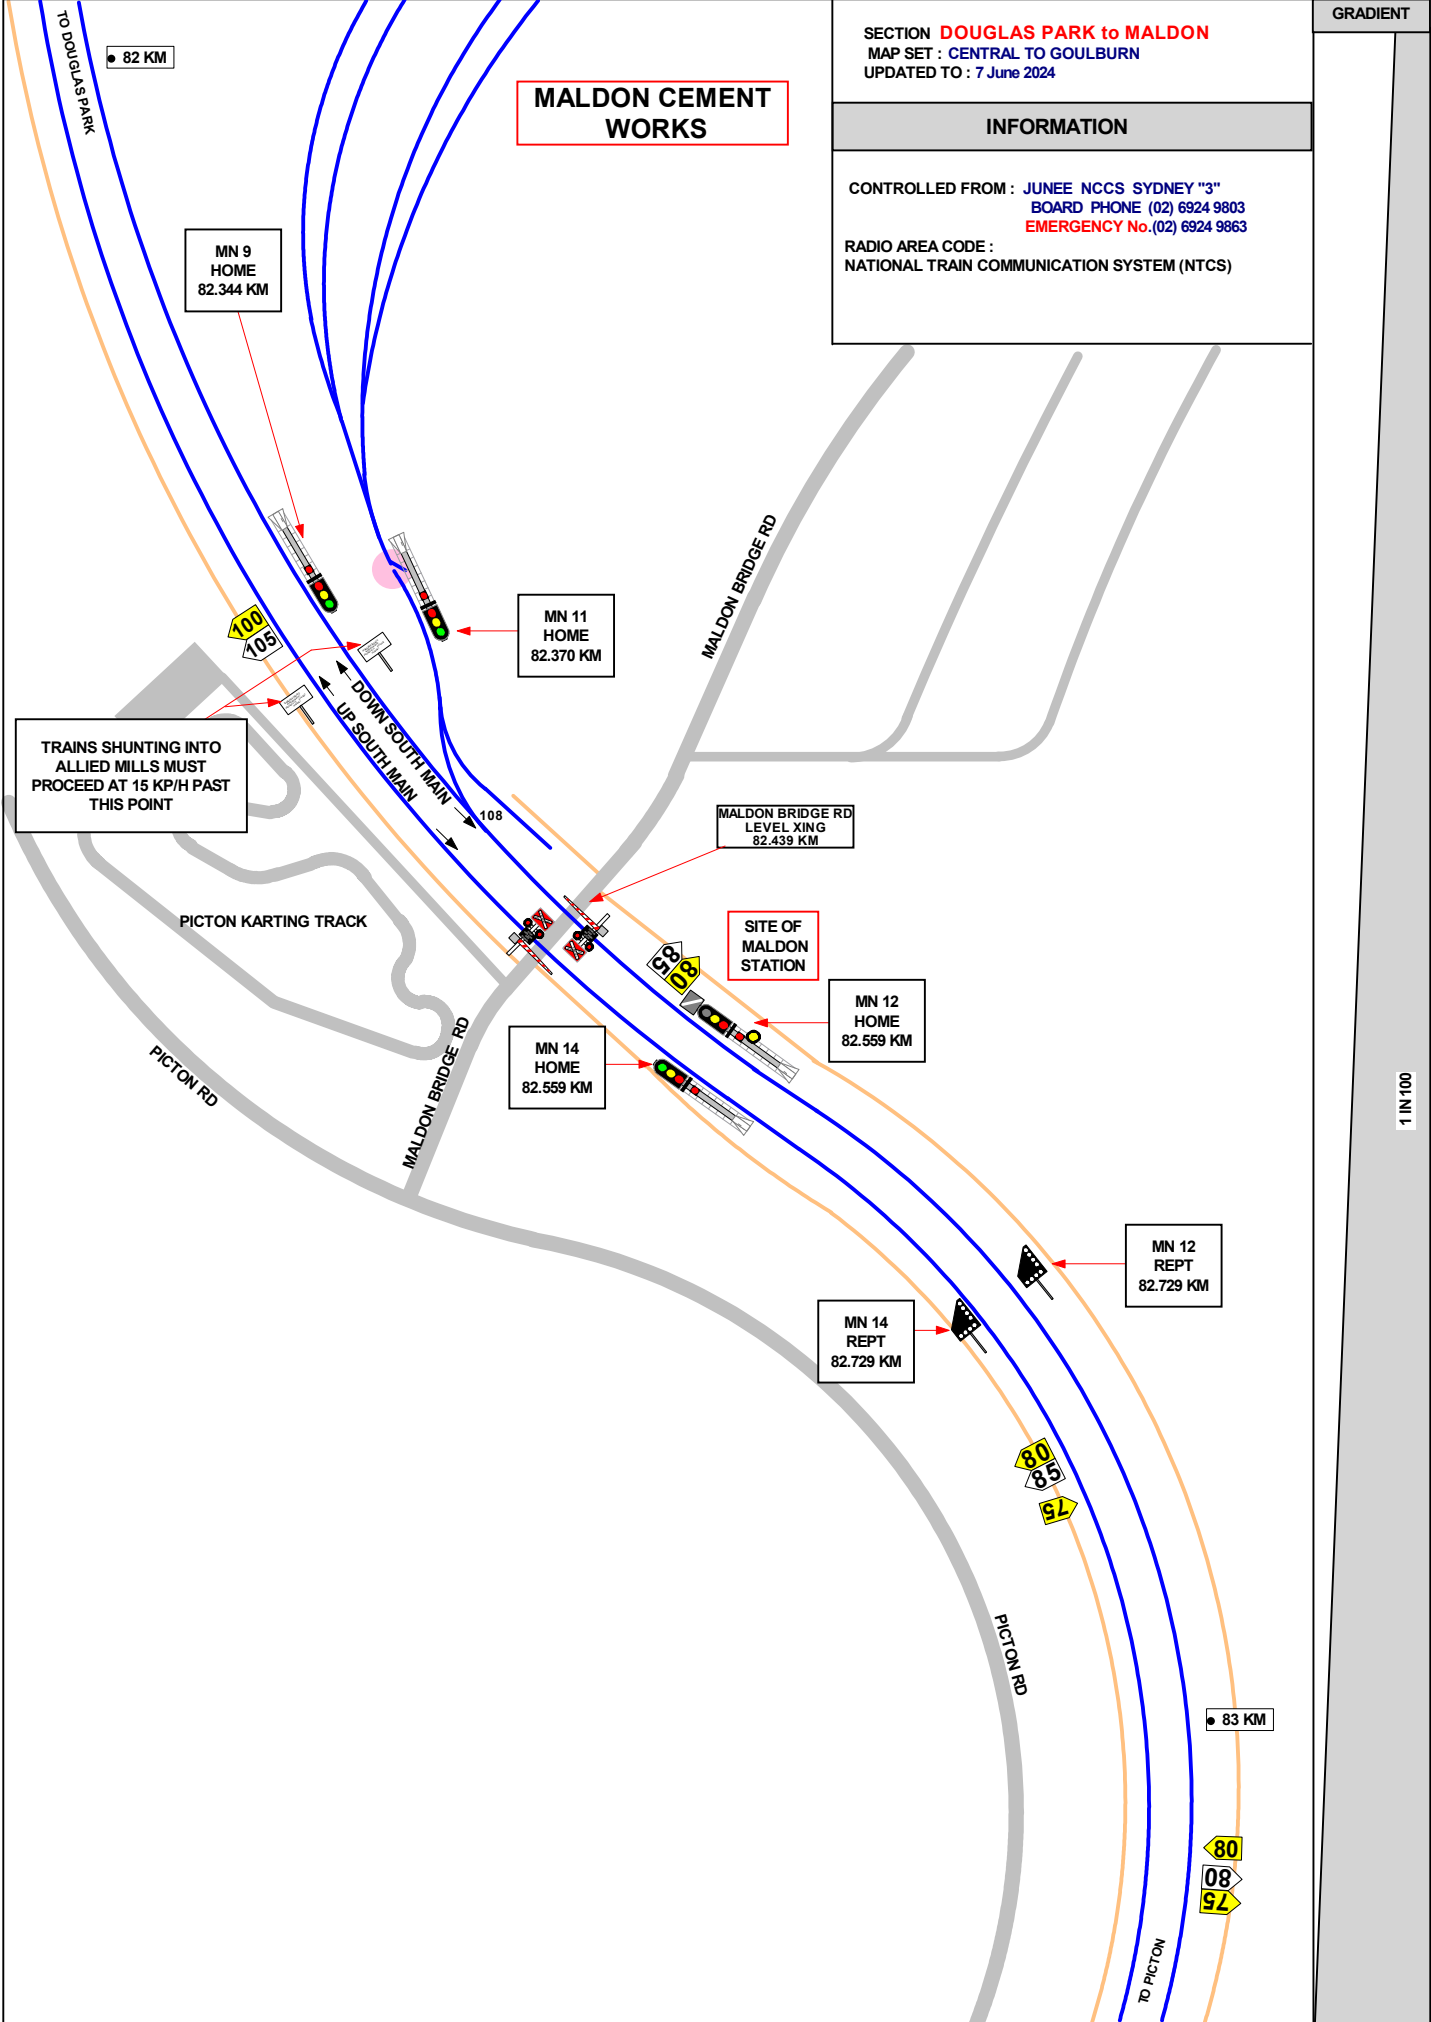 GRADIENT
SECTION DOUGLAS PARK to MALDON
MAP SET : CENTRAL TO GOULBURN
UPDATED TO : 7 June 2024
INFORMATION
CONTROLLED FROM : JUNEE NCCS SYDNEY "3"
BOARD PHONE (02) 6924 9803
EMERGENCY No.(02) 6924 9863
RADIO AREA CODE :
NATIONAL TRAIN COMMUNICATION SYSTEM (NTCS)
TO DOUGLAS PARK
82 KM
MALDON CEMENT
WORKS
MN 9
HOME
82.344 KM
MN 11
HOME
82.370 KM
MALDON BRIDGE RD
100
105
TRAINS SHUNTING INTO
ALLIED MILLS MUST
PROCEED AT 15 KP/H PAST
THIS POINT
DOWN SOUTH MAIN
UP SOUTH MAIN
108
MALDON BRIDGE RD
LEVEL XING
82.439 KM
PICTON KARTING TRACK
SITE OF
MALDON
STATION
85
80
MN 12
HOME
82.559 KM
MN 14
HOME
82.559 KM
PICTON RD
MALDON BRIDGE RD
1 IN 100
MN 12
REPT
82.729 KM
MN 14
REPT
82.729 KM
80
85
75
PICTON RD
83 KM
80
80
75
TO PICTON